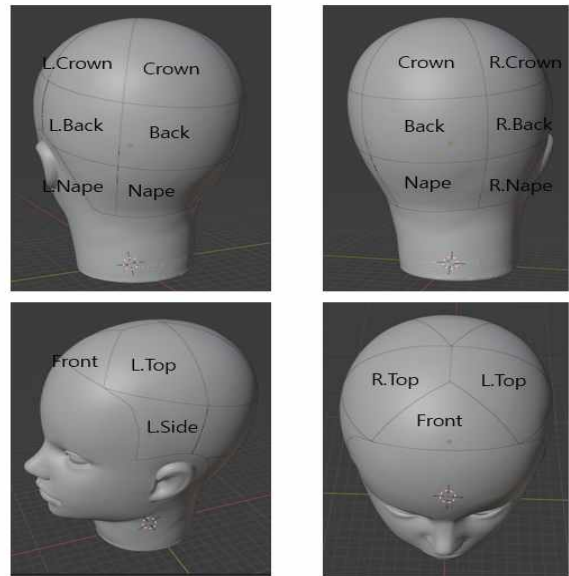 L.Crown
Crown
L.Back
Back
L.Nape
Nape
Crown
R.Crown
Back
R.Back
Nape
R.Nape
Front
L.Top
L.Side
R.Top
L.Top
Front